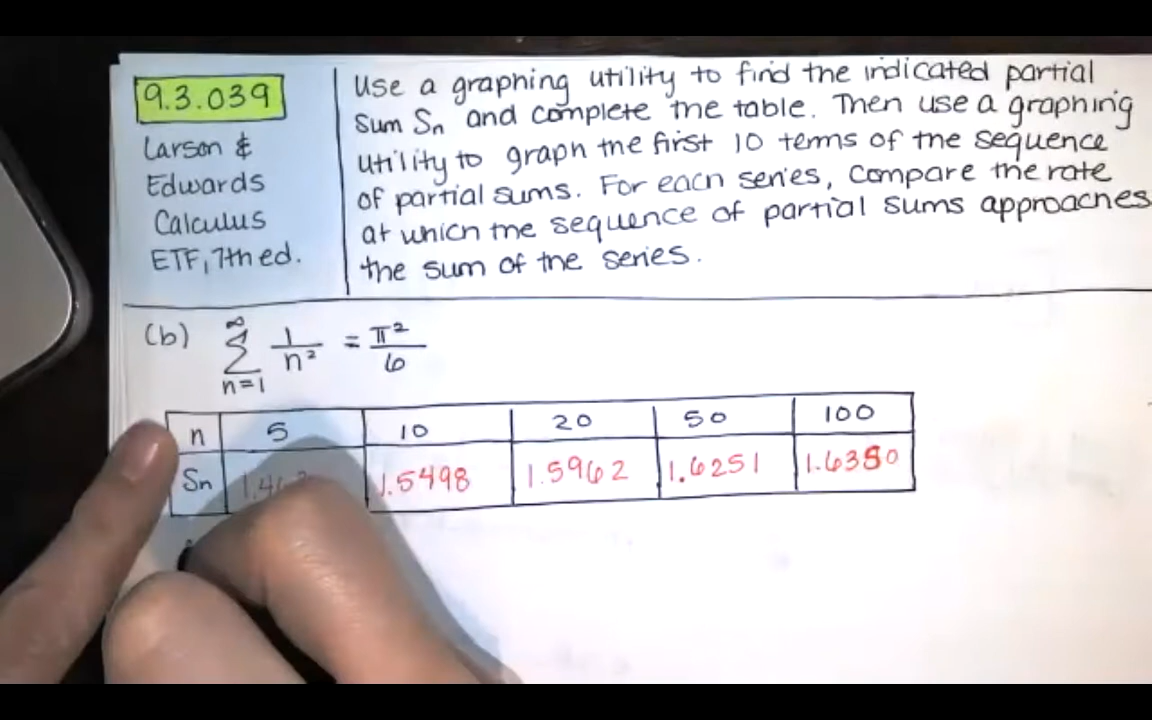 9.3.039
Larson &
Edwards
Calculus
ETF, 7th ed.
Use a graphing utility to find the indicated partial
sum Sn and complete the table. Then use a graphing
utility to graph the first 10 terms of the sequence
of partial sums. For each series, compare the rate
at which the sequence of partial sums approaches
the sum of the series.
(b) ∞ Σ n=1 1/n² = π²/6
n 5 10 20 50 100
Sn 1.5498 1.5962 1.6251 1.6350